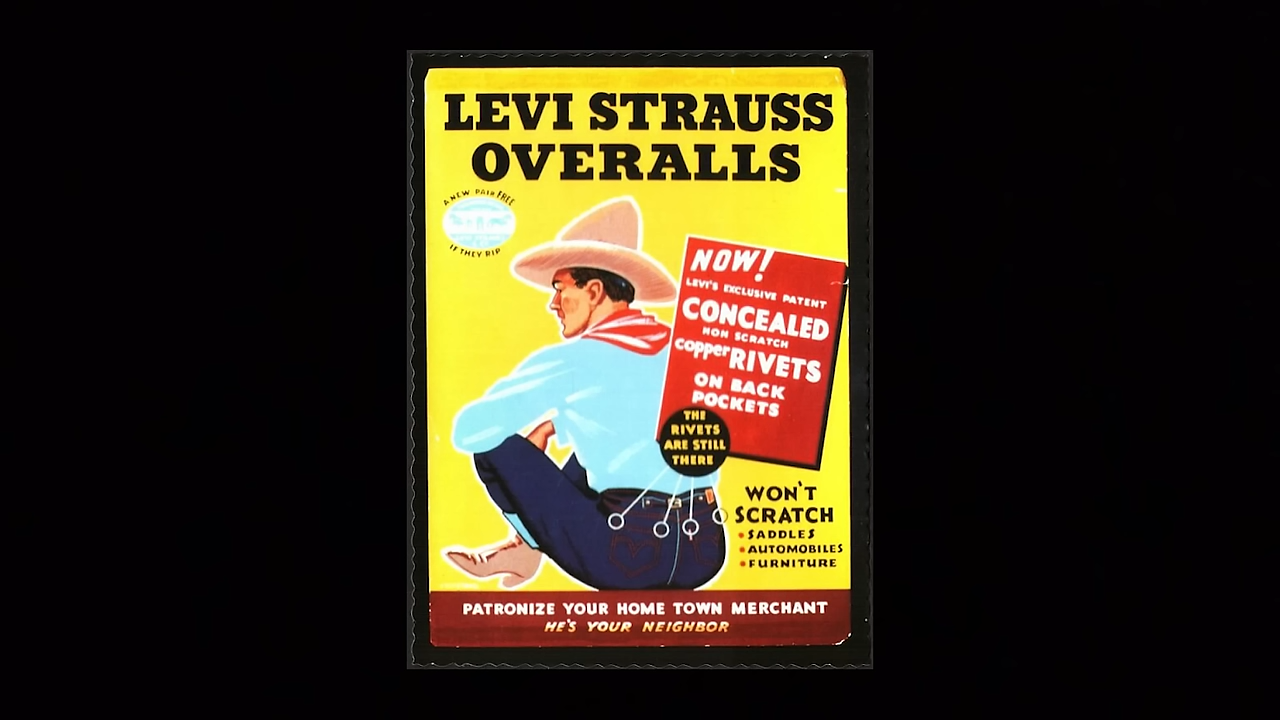 LEVI STRAUSS
OVERALLS
A NEW PAIR FREE
IF THEY RIP
NOW!
LEVI'S EXCLUSIVE PATENT
CONCEALED
NON SCRATCH
copper RIVETS
ON BACK
POCKETS
THE
RIVETS
ARE STILL
THERE
WON'T
SCRATCH
• SADDLES
• AUTOMOBILES
• FURNITURE
PATRONIZE YOUR HOME TOWN MERCHANT
HE'S YOUR NEIGHBOR